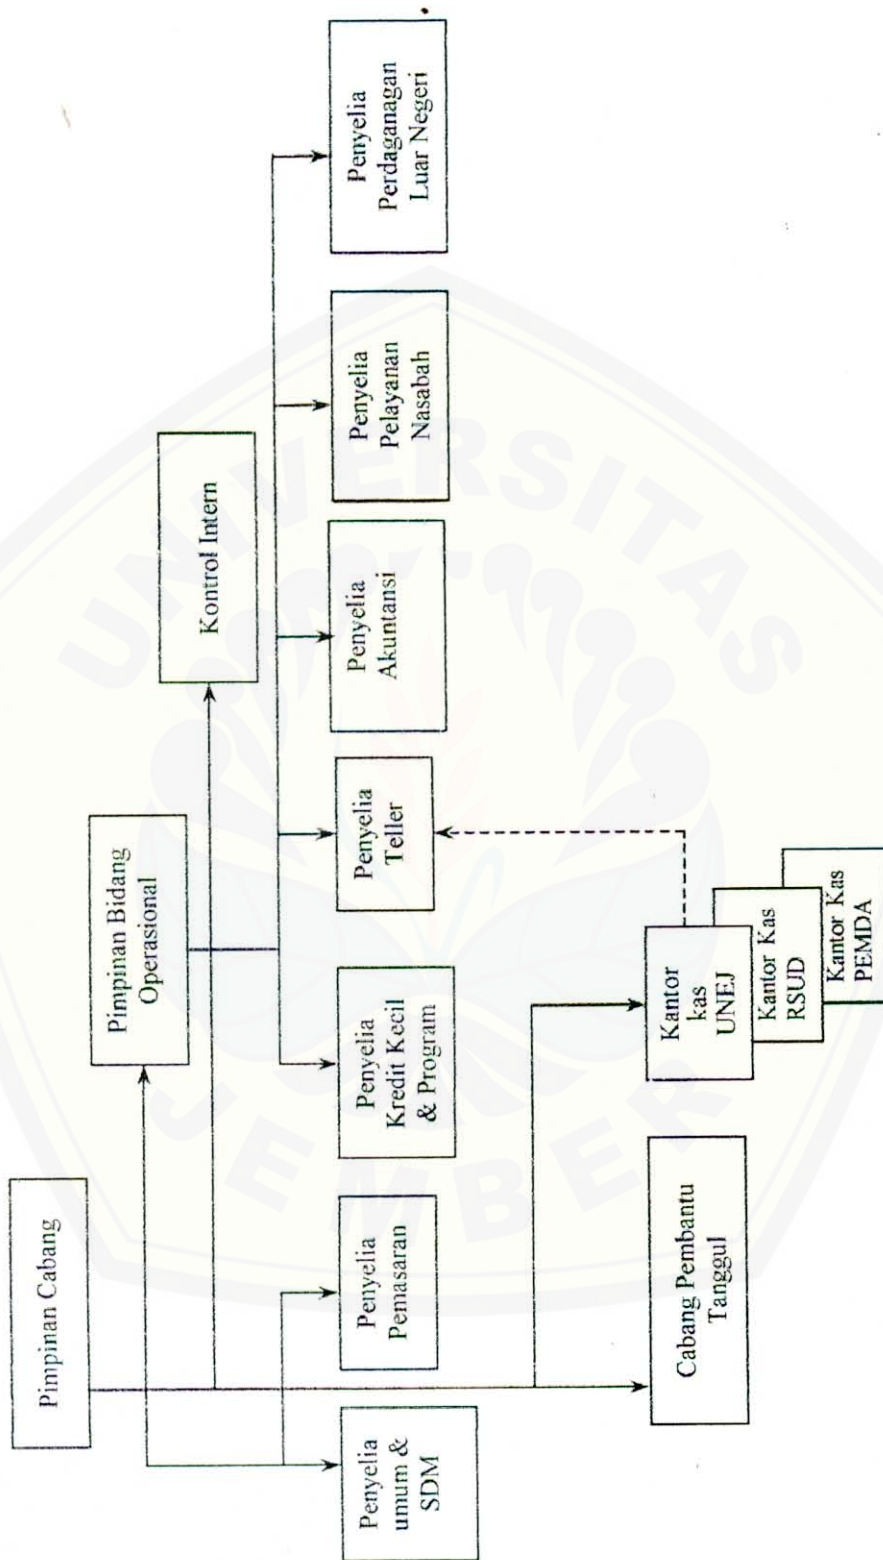 Pimpinan Cabang
Pimpinan Bidang
Operasional
Kontrol Intern
Penyelia
umum &
SDM
Penyelia
Pemasaran
Penyelia
Kredit Kecil
& Program
Penyelia
Teller
Penyelia
Akuntansi
Penyelia
Pelayanan
Nasabah
Penyelia
Perdaganagan
Luar Negeri
Cabang Pembantu
Tanggul
Kantor
kas
UNEJ
Kantor Kas
RSUD
Kantor Kas
PEMDA
UNIVERSITAS
JEMBER